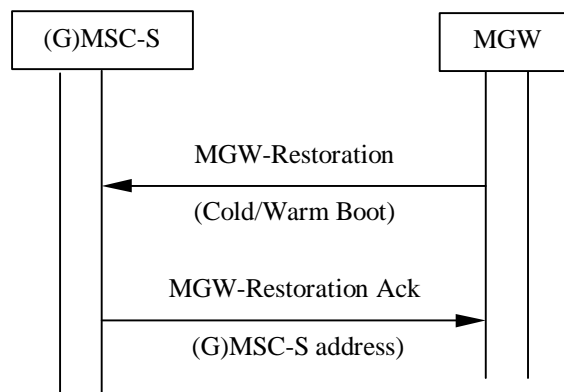 (G)MSC-S
MGW
MGW-Restoration
(Cold/Warm Boot)
MGW-Restoration Ack
(G)MSC-S address)